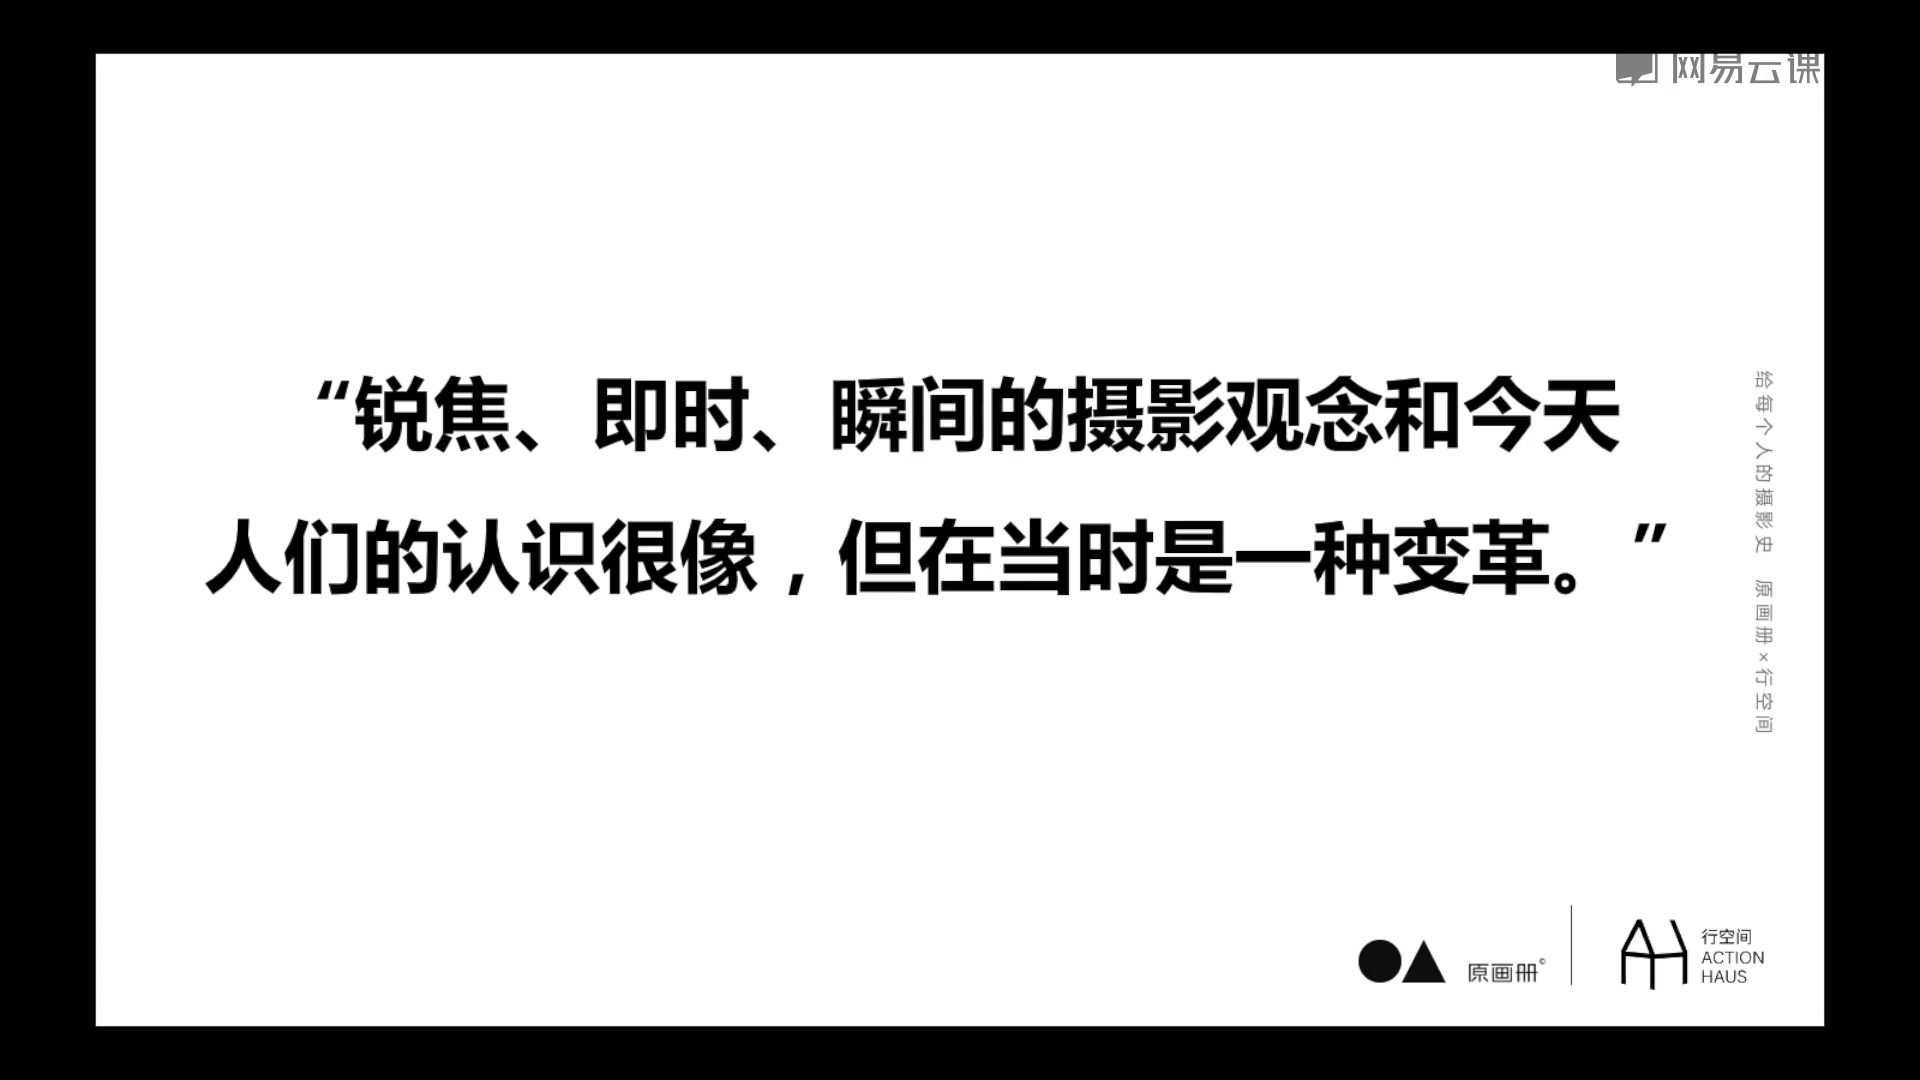 网易云课
“锐焦、即时、瞬间的摄影观念和今天
人们的认识很像，但在当时是一种变革。”
给每个人的摄影史 原画册×行空间
原画册©
行空间
ACTION
HAUS